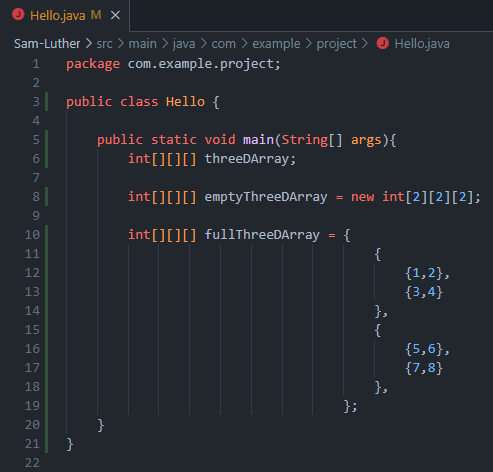 Hello.java M ×
Sam-Luther > src > main > java > com > example > project > Hello.java
1 package com.example.project;
2
3 public class Hello {
4
5 public static void main(String[] args){
6 int[][][] threeDArray;
7
8 int[][][] emptyThreeDArray = new int[2][2][2];
9
10 int[][][] fullThreeDArray = {
11 {
12 {1,2},
13 {3,4}
14 },
15 {
16 {5,6},
17 {7,8}
18 },
19 };
20 }
21 }
22